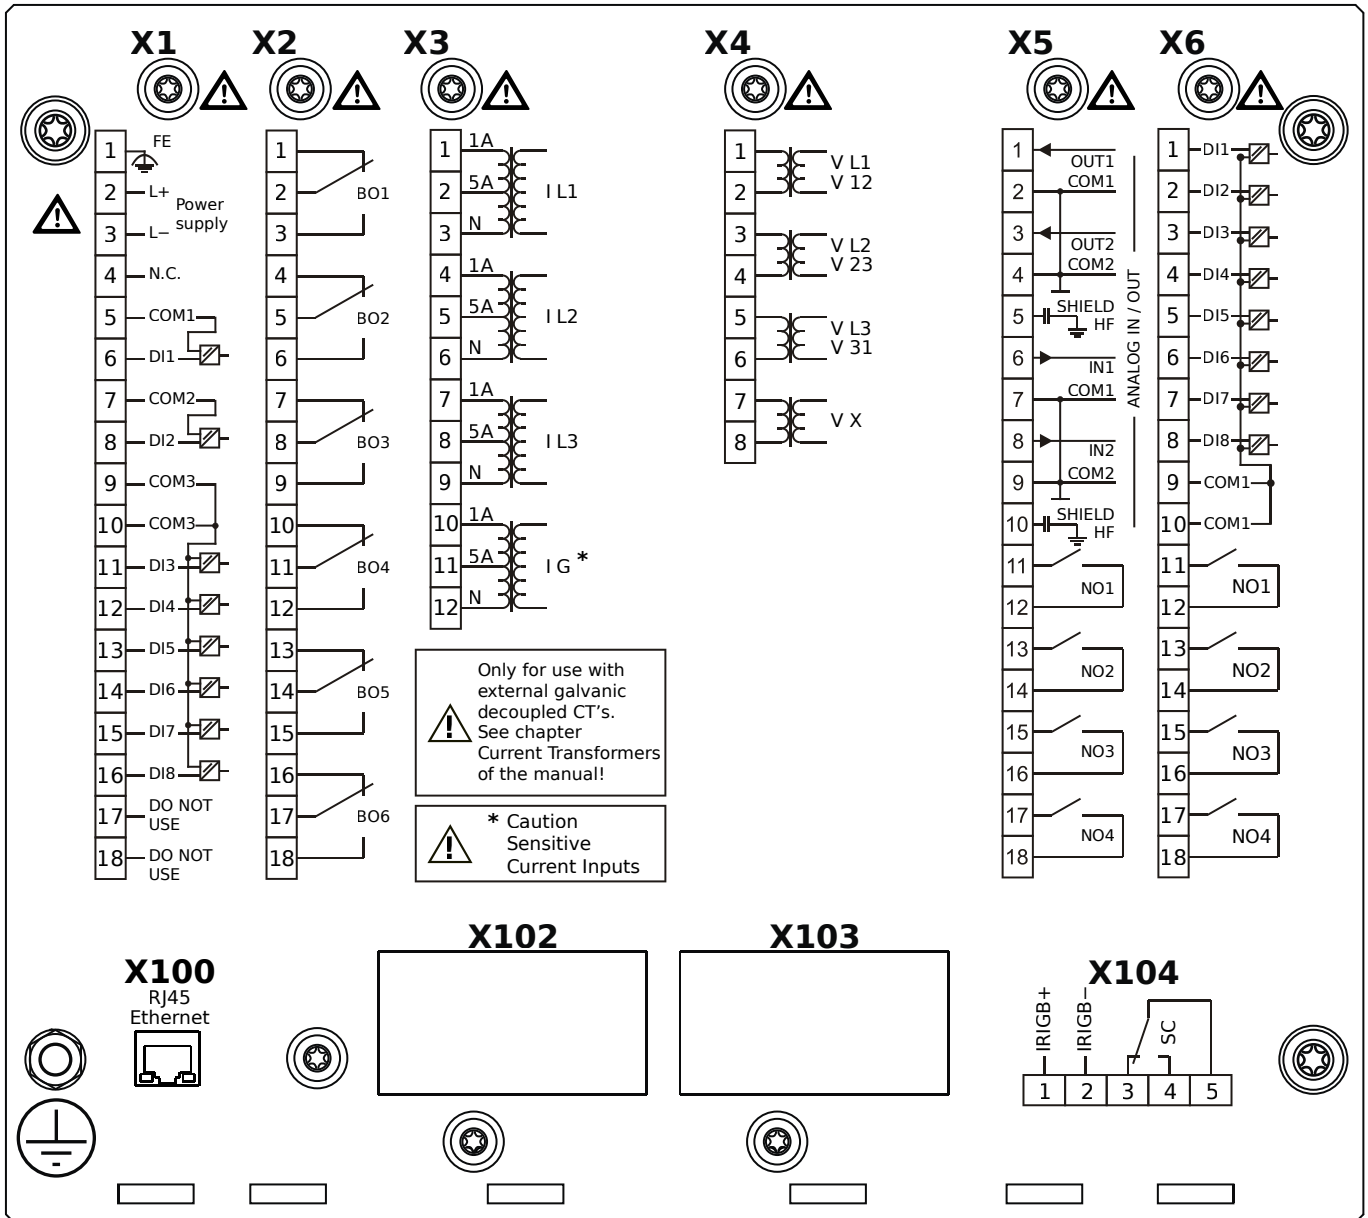 X1
X2
X3
X4
X5
X6
1
FE
2
L+
Power
supply
3
L−
4
N.C.
5
COM1
6
DI1
7
COM2
8
DI2
9
COM3
10
COM3
11
DI3
12
DI4
13
DI5
14
DI6
15
DI7
16
DI8
17
DO NOT
USE
18
DO NOT
USE
1
2
BO1
3
4
5
BO2
6
7
8
BO3
9
10
11
BO4
12
13
14
BO5
15
16
17
BO6
18
1
1A
2
5A
I L1
3
N
4
1A
5
5A
I L2
6
N
7
1A
8
5A
I L3
9
N
10
1A
11
5A
I G *
12
N
Only for use with
external galvanic
decoupled CT's.
See chapter
Current Transformers
of the manual!
* Caution
Sensitive
Current Inputs
1
V L1
2
V 12
3
V L2
4
V 23
5
V L3
6
V 31
7
V X
8
1
OUT1
2
COM1
3
OUT2
4
COM2
5
SHIELD
HF
6
IN1
7
COM1
8
IN2
9
COM2
10
SHIELD
HF
ANALOG IN / OUT
11
NO1
12
13
NO2
14
15
NO3
16
17
NO4
18
1
DI1
2
DI2
3
DI3
4
DI4
5
DI5
6
DI6
7
DI7
8
DI8
9
COM1
10
COM1
11
NO1
12
13
NO2
14
15
NO3
16
17
NO4
18
X100
RJ45
Ethernet
X102
X103
X104
IRIGB+
IRIGB−
SC
1 2 3 4 5